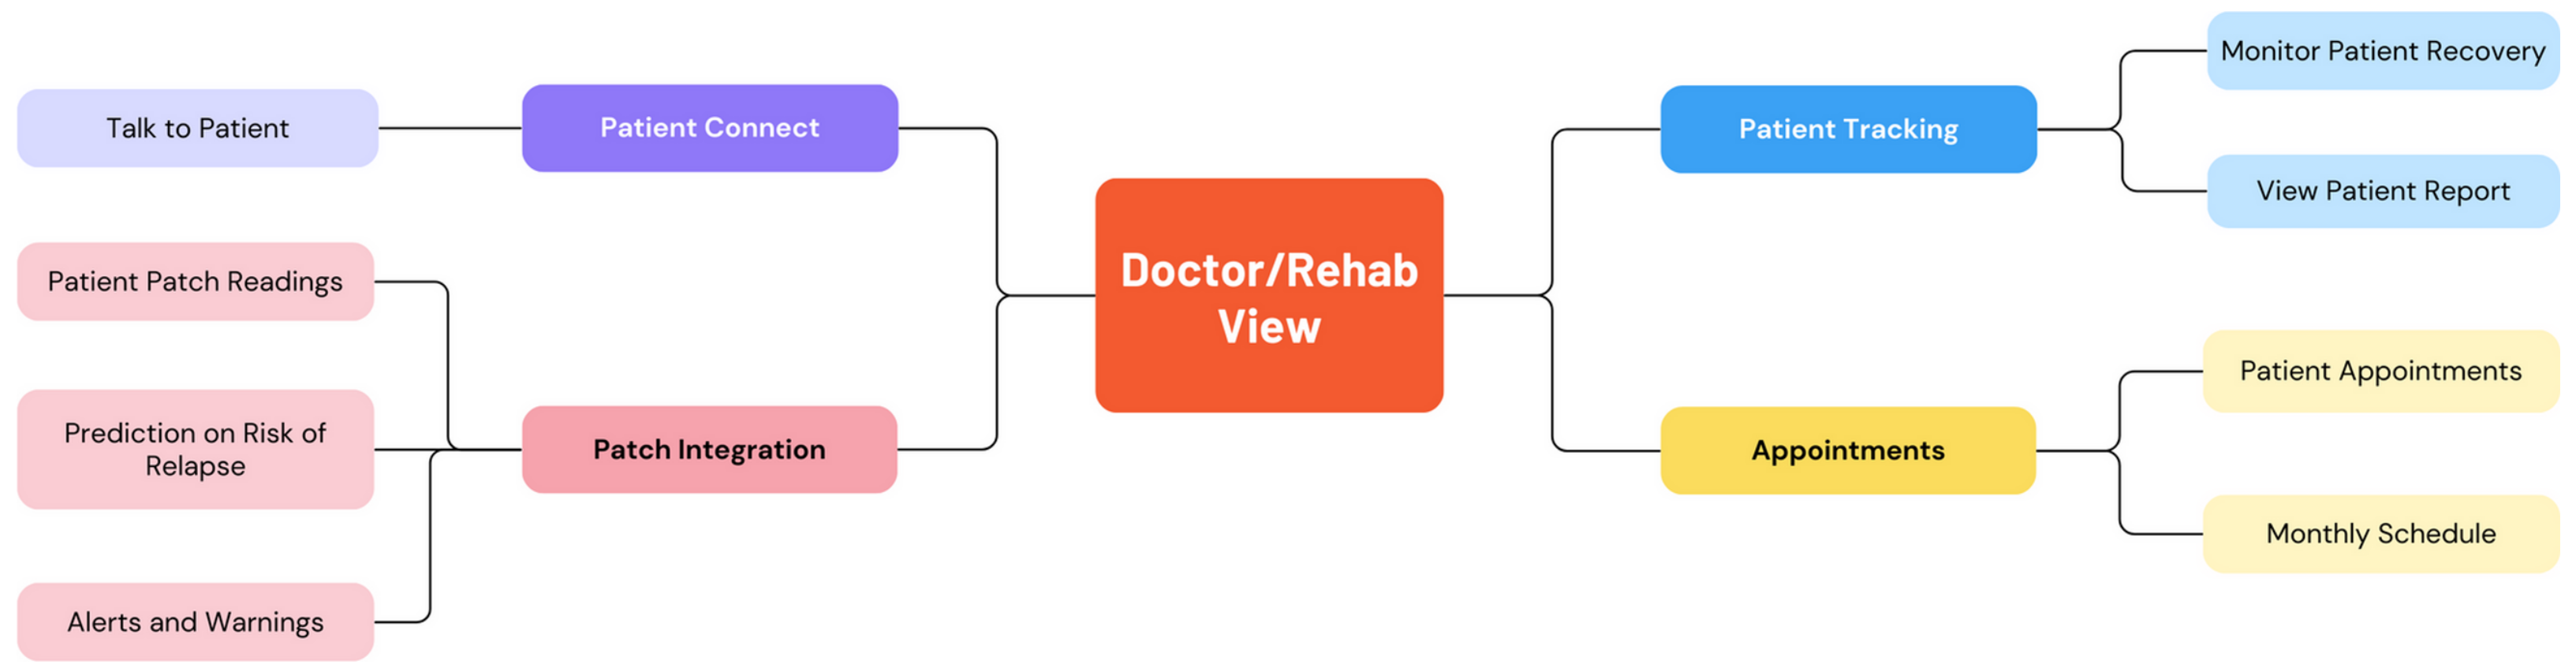 Talk to Patient
Patient Connect
Patient Patch Readings
Prediction on Risk of
Relapse
Alerts and Warnings
Patch Integration
Doctor/Rehab
View
Patient Tracking
Monitor Patient Recovery
View Patient Report
Appointments
Patient Appointments
Monthly Schedule